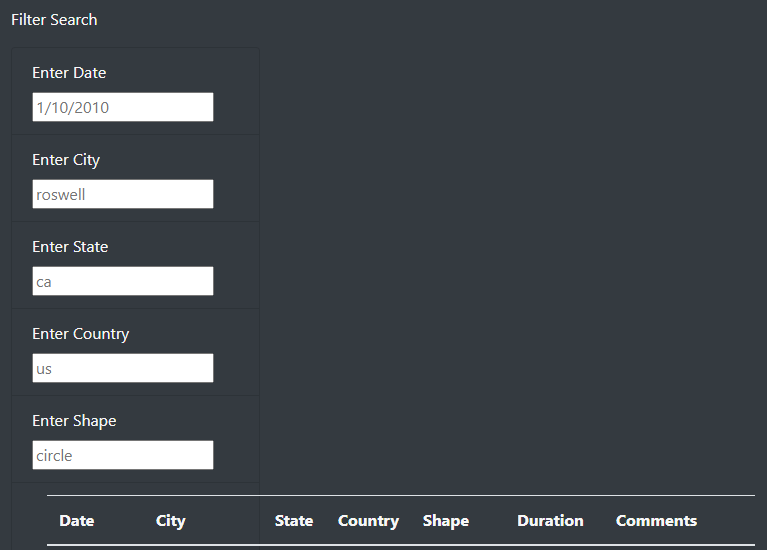 Filter Search
Enter Date
1/10/2010
Enter City
roswell
Enter State
ca
Enter Country
us
Enter Shape
circle
Date City State Country Shape Duration Comments